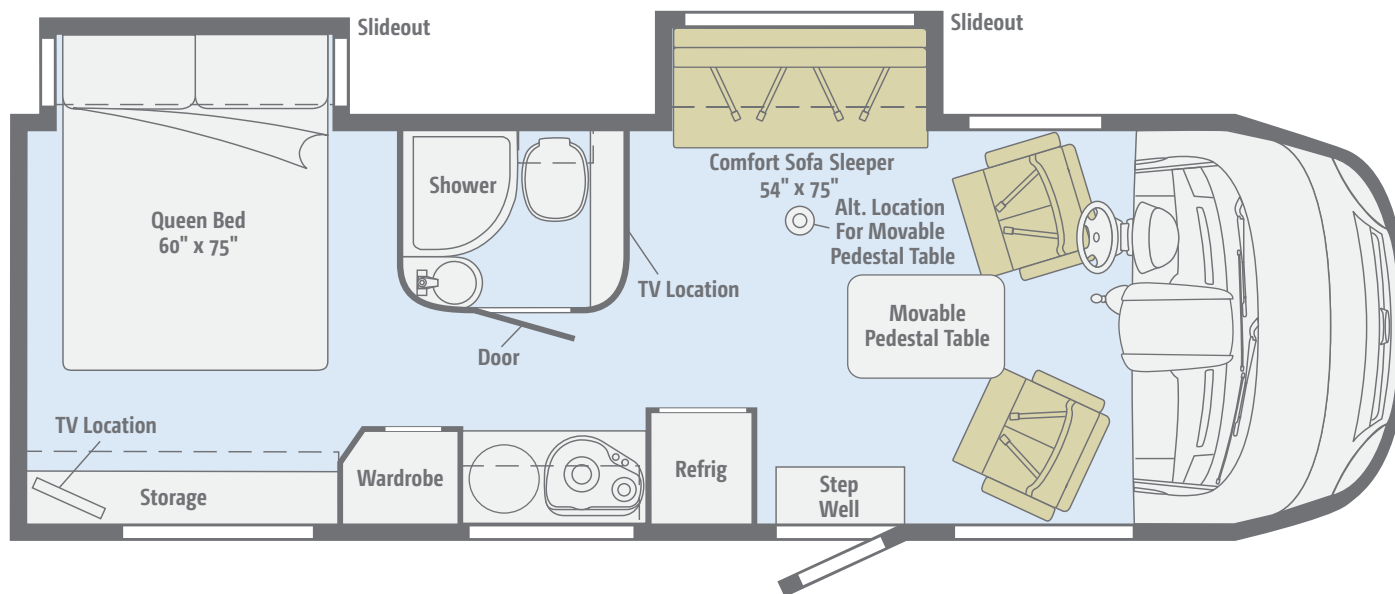 Slideout
Slideout
Queen Bed
60" x 75"
Shower
Comfort Sofa Sleeper
54" x 75"
Alt. Location
For Movable
Pedestal Table
TV Location
Movable
Pedestal Table
Door
TV Location
Storage
Wardrobe
Refrig
Step
Well